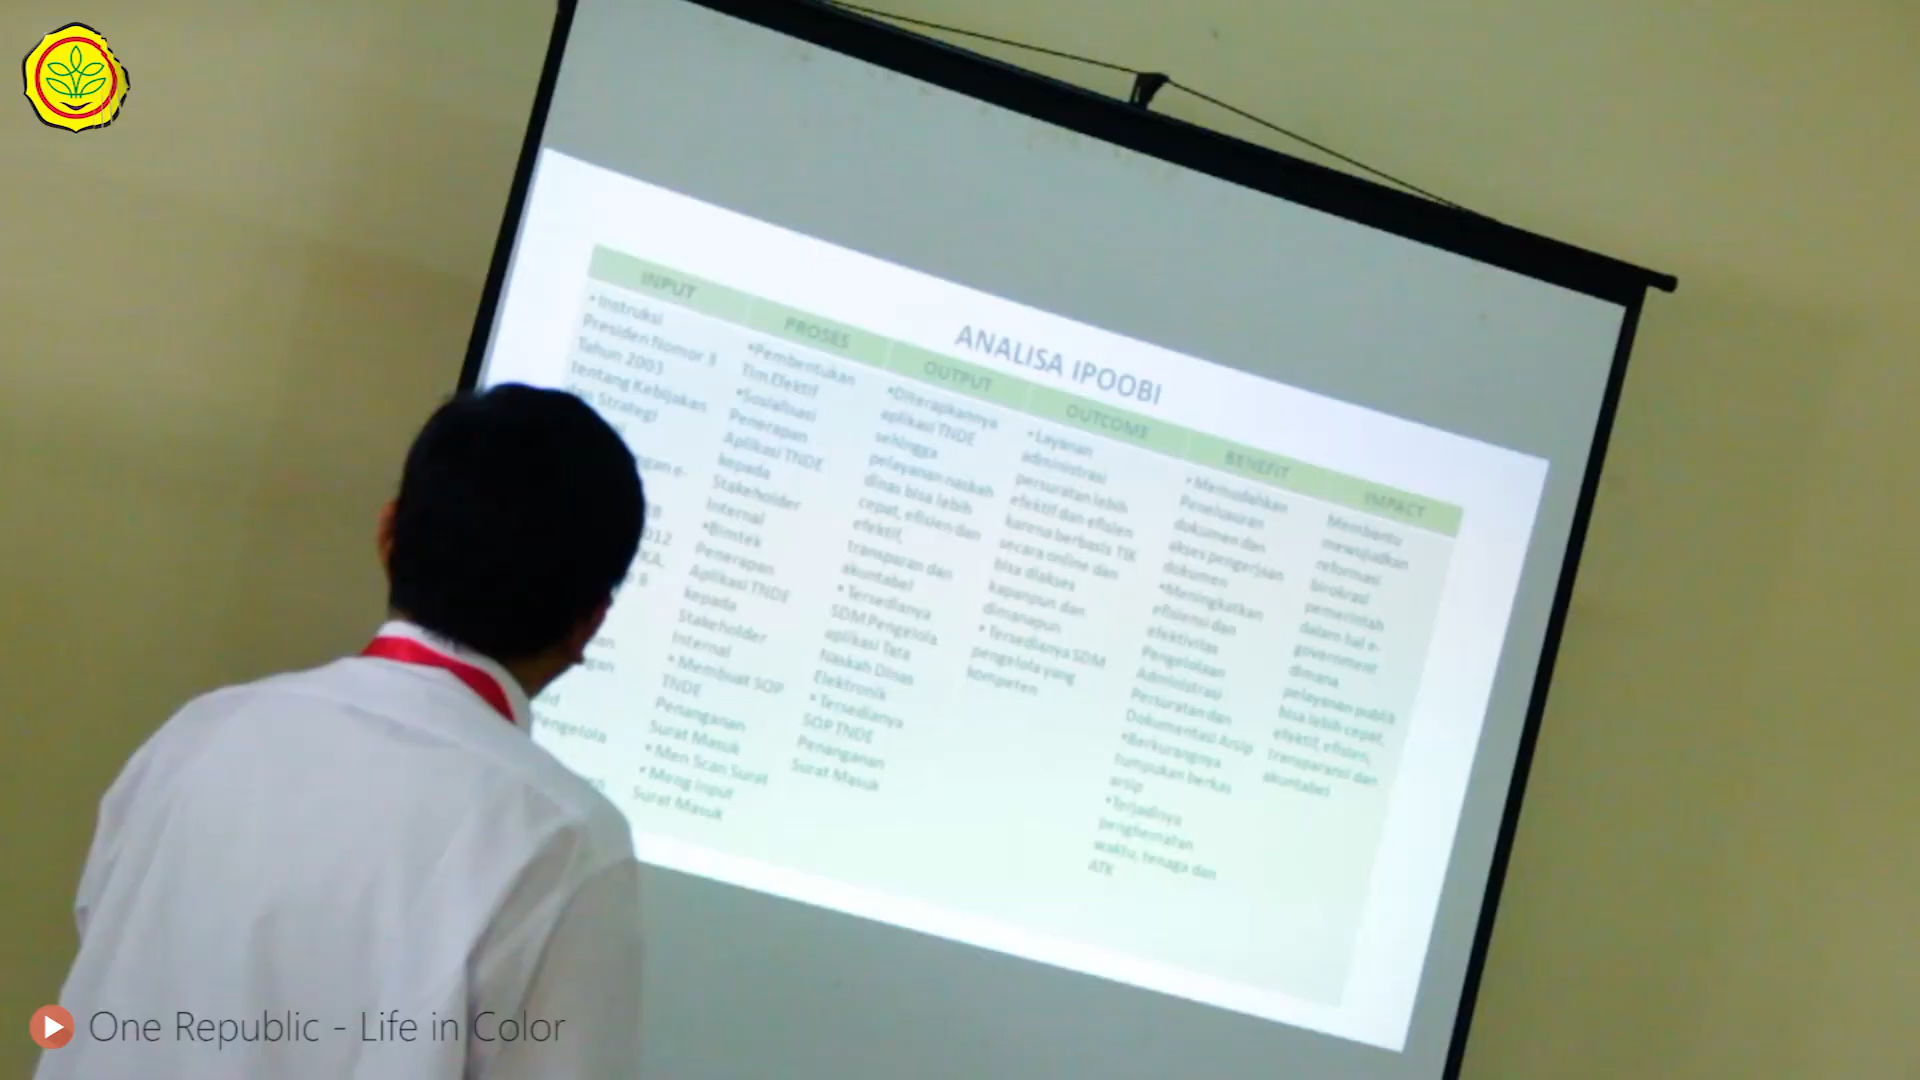 ANALISA IPOOBI
INPUT
• Instruksi
Presiden Nomor 3
Tahun 2003
tentang Kebijakan
Strategi
e-
2012
8
engelola
PROSES
•Pembentukan
Tim Efektif
•Sosialisasi
Penerapan
Aplikasi TNDE
kepada
Stakeholder
Internal
•Bimtek
Penerapan
Aplikasi TNDE
kepada
Stakeholder
Internal
• Membuat SOP
TNDE
Penanganan
Surat Masuk
• Men Scan Surat
• Meng Input
Surat Masuk
OUTPUT
•Diterapkannya
aplikasi TNDE
sehingga
pelayanan naskah
dinas bisa lebih
cepat, efisien dan
efektif,
transparan dan
akuntabel
• Tersedianya
SDM Pengelola
aplikasi Tata
Naskah Dinas
Elektronik
• Tersedianya
SOP TNDE
Penanganan
Surat Masuk
OUTCOME
• Layanan
administrasi
persuratan lebih
efektif dan efisien
karena berbasis TIK
secara online dan
bisa diakses
kapanpun dan
dimanapun
• Tersedianya SDM
pengelola yang
kompeten
BENEFIT
• Memudahkan
Penelusuran
dokumen dan
akses pengerjaan
dokumen
•Meningkatkan
efisiensi dan
efektivitas
Pengelolaan
Administrasi
Persuratan dan
Dokumentasi Arsip
•Berkurangnya
tumpukan berkas
arsip
•Terjadinya
penghematan
waktu, tenaga dan
ATK
IMPACT
Membantu
mewujudkan
reformasi
birokrasi
pemerintah
dalam hal e-
government
dimana
pelayanan publik
bisa lebih cepat,
efektif, efisien,
transparansi dan
akuntabel
One Republic - Life in Color